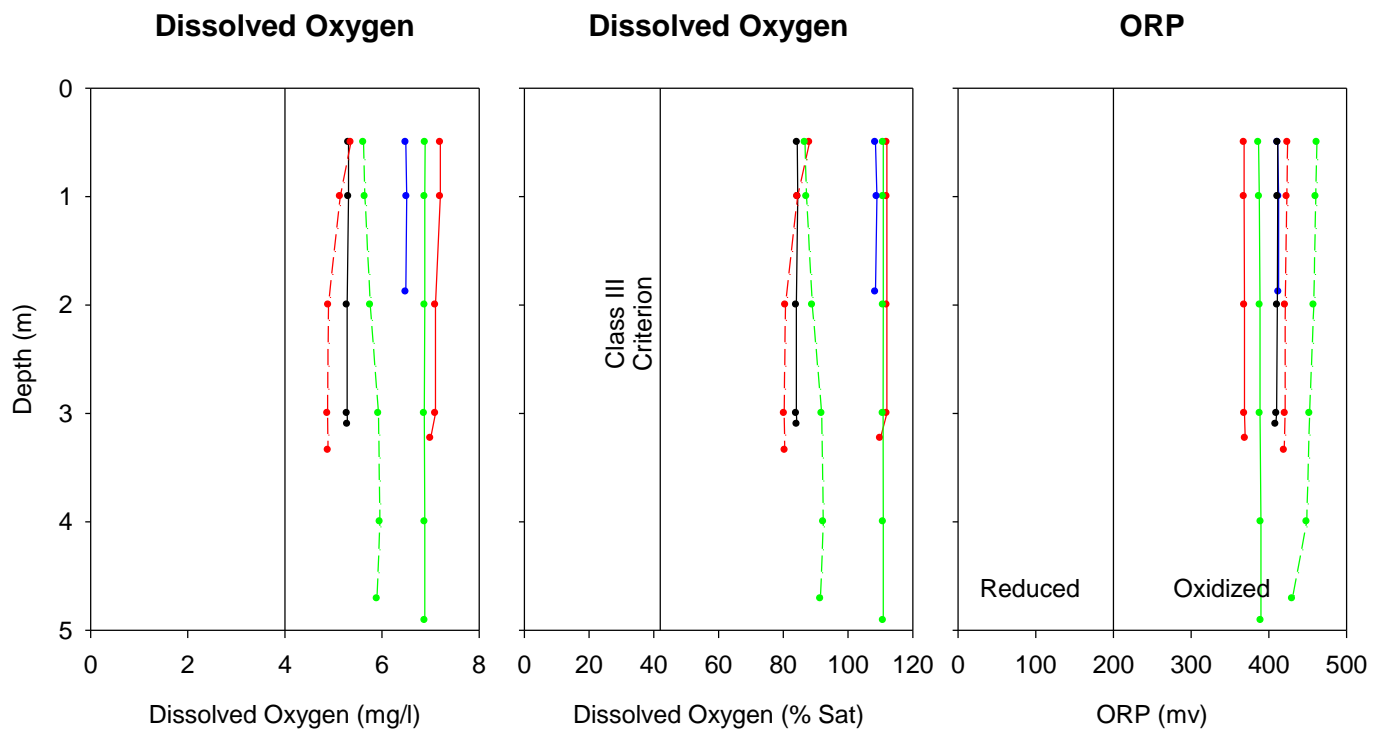 Dissolved Oxygen
Dissolved Oxygen
ORP
Depth (m)
0
1
2
3
4
5
Class III
Criterion
Reduced
Oxidized
0
2
4
6
8
0
20
40
60
80
100
120
0
100
200
300
400
500
Dissolved Oxygen (mg/l)
Dissolved Oxygen (% Sat)
ORP (mv)